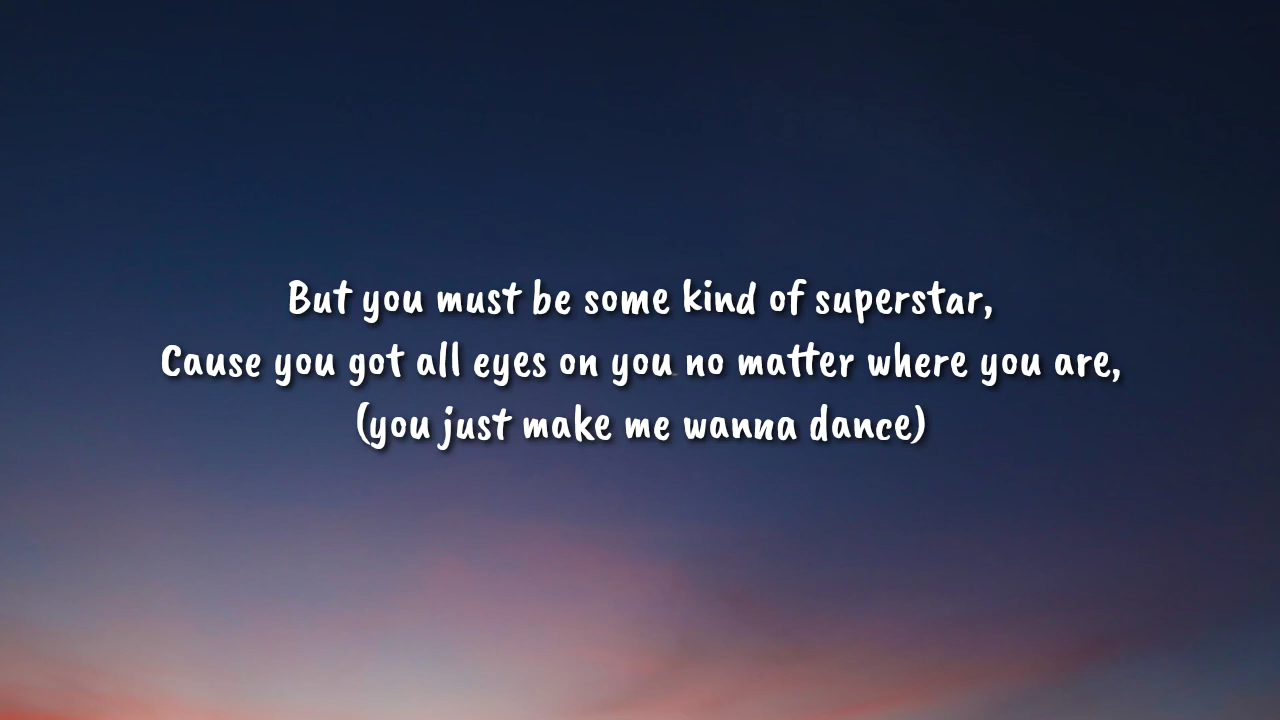 But you must be some kind of superstar,
Cause you got all eyes on you no matter where you are,
(you just make me wanna dance)